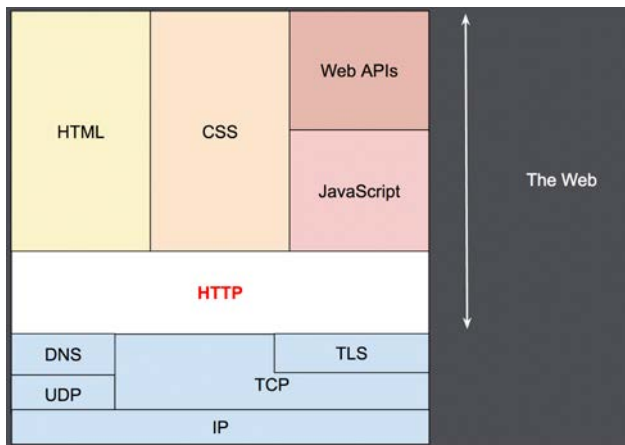 HTML
CSS
Web APIs
JavaScript
The Web
HTTP
DNS
TLS
UDP
TCP
IP